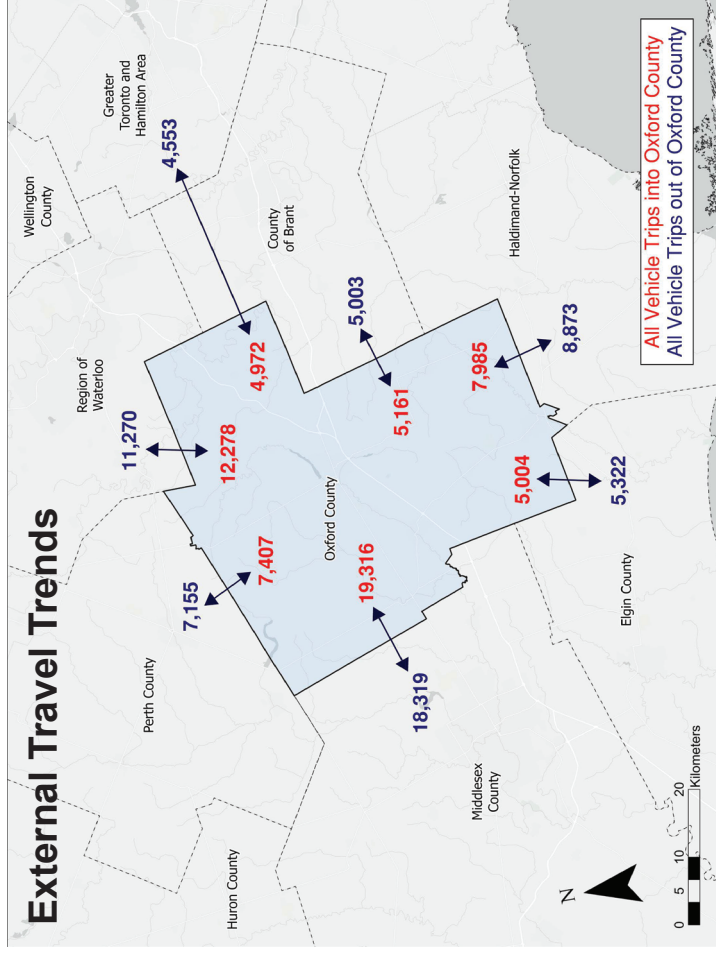 External Travel Trends
Wellington
County
Greater
Toronto and
Hamilton Area
4,553
Region of
Waterloo
11,270
12,278
4,972
County
of Brant
Perth County
7,155
7,407
Oxford County
5,003
5,161
Huron County
19,316
18,319
Middlesex
County
7,985
8,873
Haldimand-Norfolk
5,004
5,322
Elgin County
N
0 5 10 20
Kilometers
All Vehicle Trips into Oxford County
All Vehicle Trips out of Oxford County